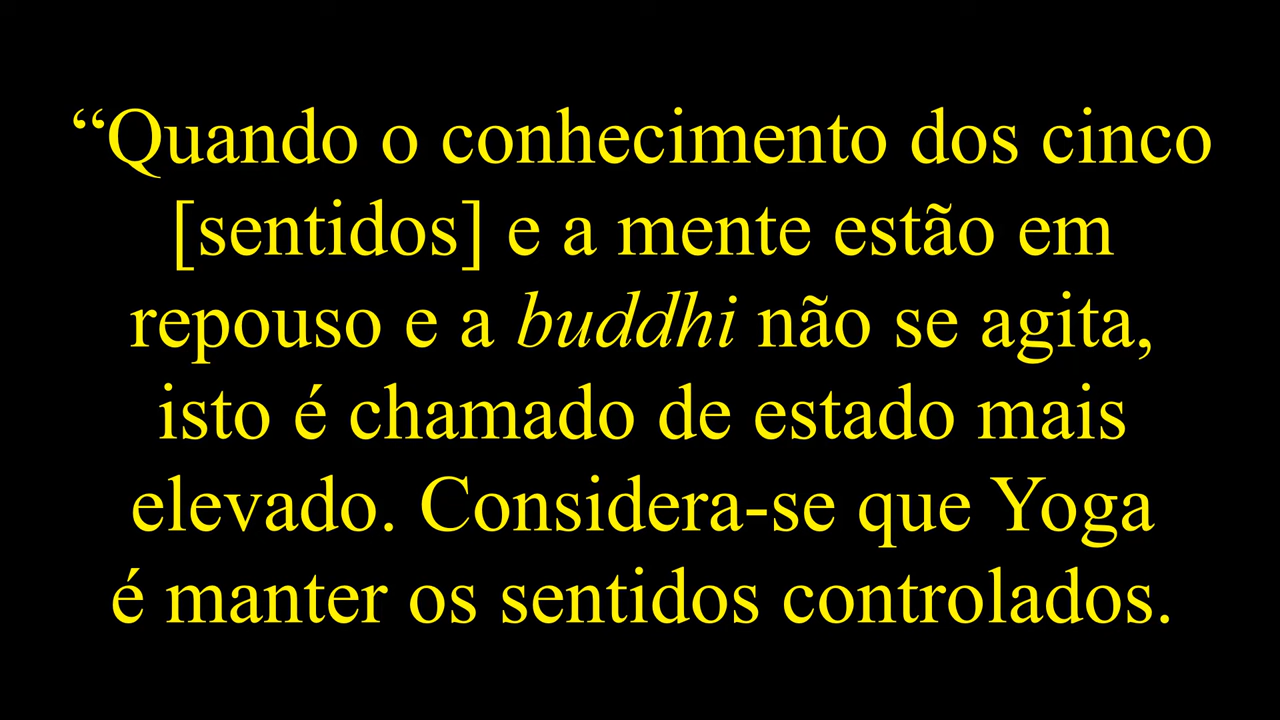 “Quando o conhecimento dos cinco
[sentidos] e a mente estão em
repouso e a buddhi não se agita,
isto é chamado de estado mais
elevado. Considera-se que Yoga
é manter os sentidos controlados.